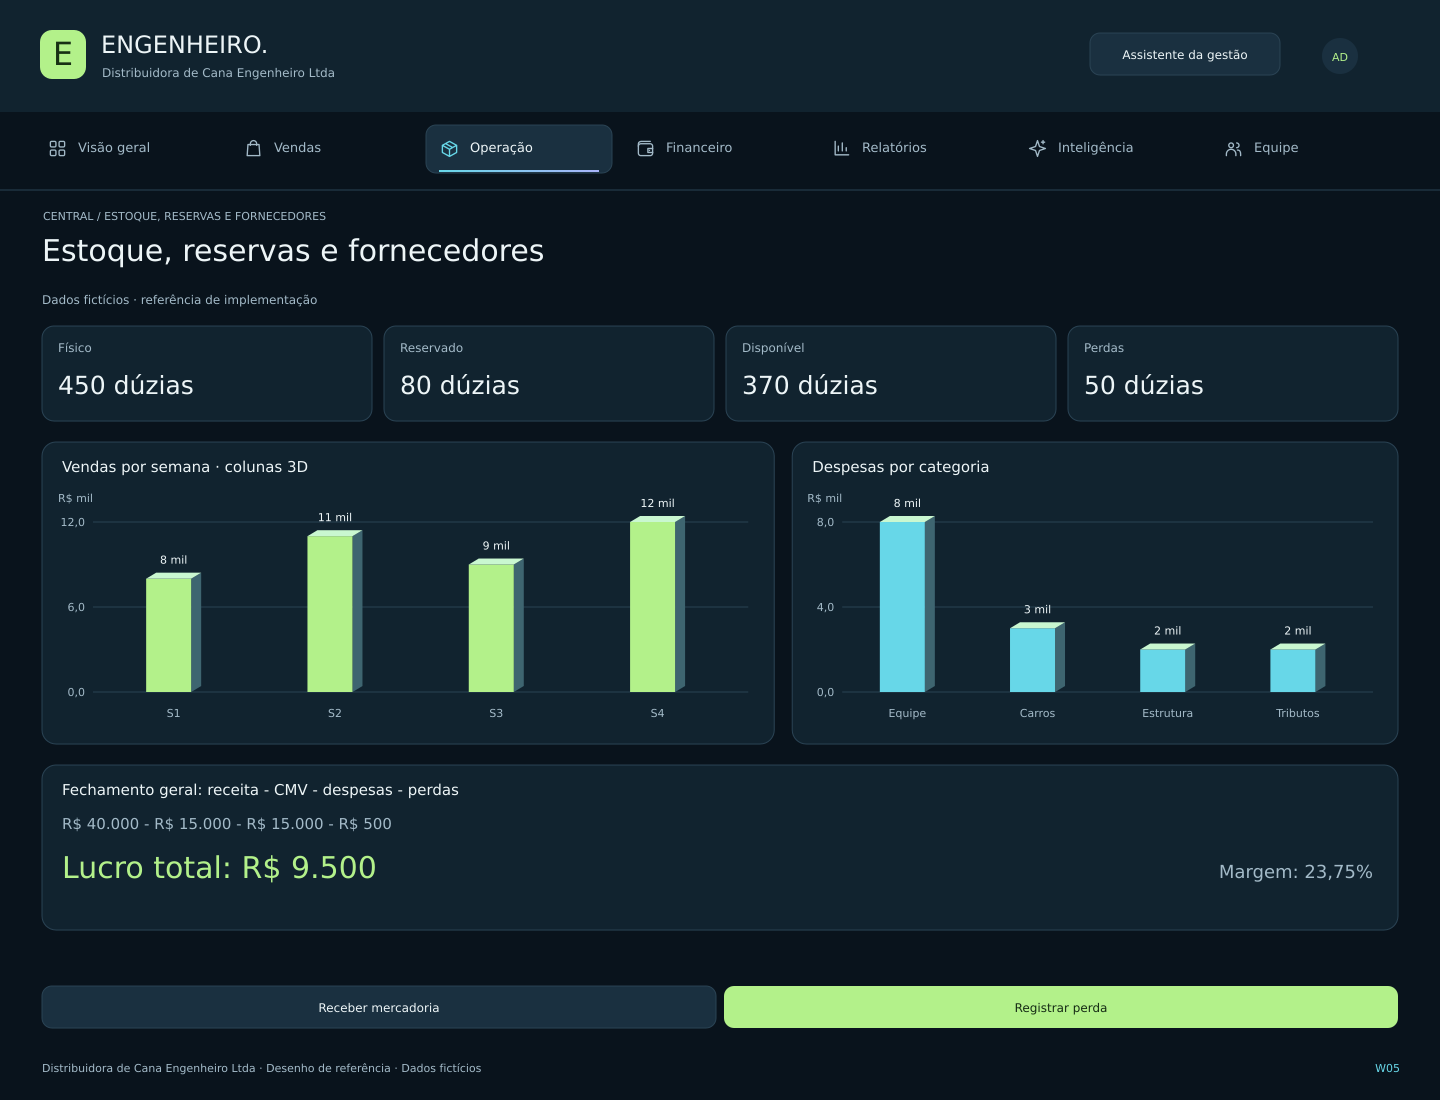 E
ENGENHEIRO.
Distribuidora de Cana Engenheiro Ltda
Assistente da gestão
AD
Visão geral
Vendas
Operação
Financeiro
Relatórios
Inteligência
Equipe
CENTRAL / ESTOQUE, RESERVAS E FORNECEDORES
Estoque, reservas e fornecedores
Dados fictícios · referência de implementação
Físico
450 dúzias
Reservado
80 dúzias
Disponível
370 dúzias
Perdas
50 dúzias
Vendas por semana · colunas 3D
R$ mil
12,0
6,0
0,0
8 mil
11 mil
9 mil
12 mil
S1
S2
S3
S4
Despesas por categoria
R$ mil
8,0
4,0
0,0
8 mil
3 mil
2 mil
2 mil
Equipe
Carros
Estrutura
Tributos
Fechamento geral: receita - CMV - despesas - perdas
R$ 40.000 - R$ 15.000 - R$ 15.000 - R$ 500
Lucro total: R$ 9.500
Margem: 23,75%
Receber mercadoria
Registrar perda
Distribuidora de Cana Engenheiro Ltda · Desenho de referência · Dados fictícios
W05